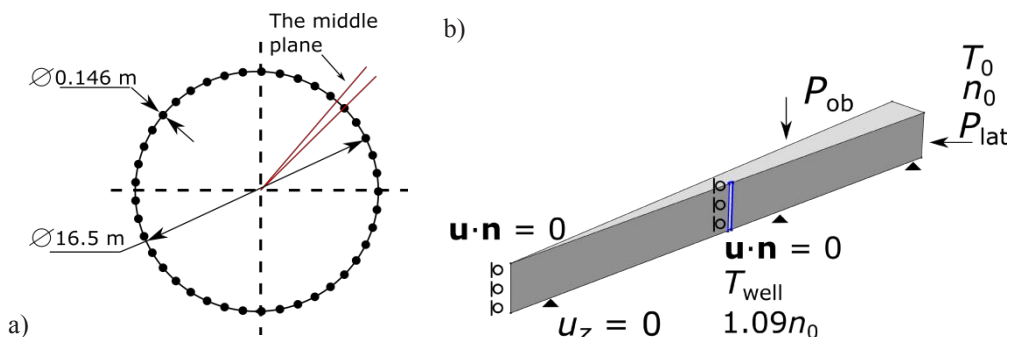 The middle
plane
∅0.146 m
∅16.5 m
a)
b)
P_ob
T_0
n_0
P_lat
u·n = 0
u·n = 0
T_well
1.09n_0
u_z = 0